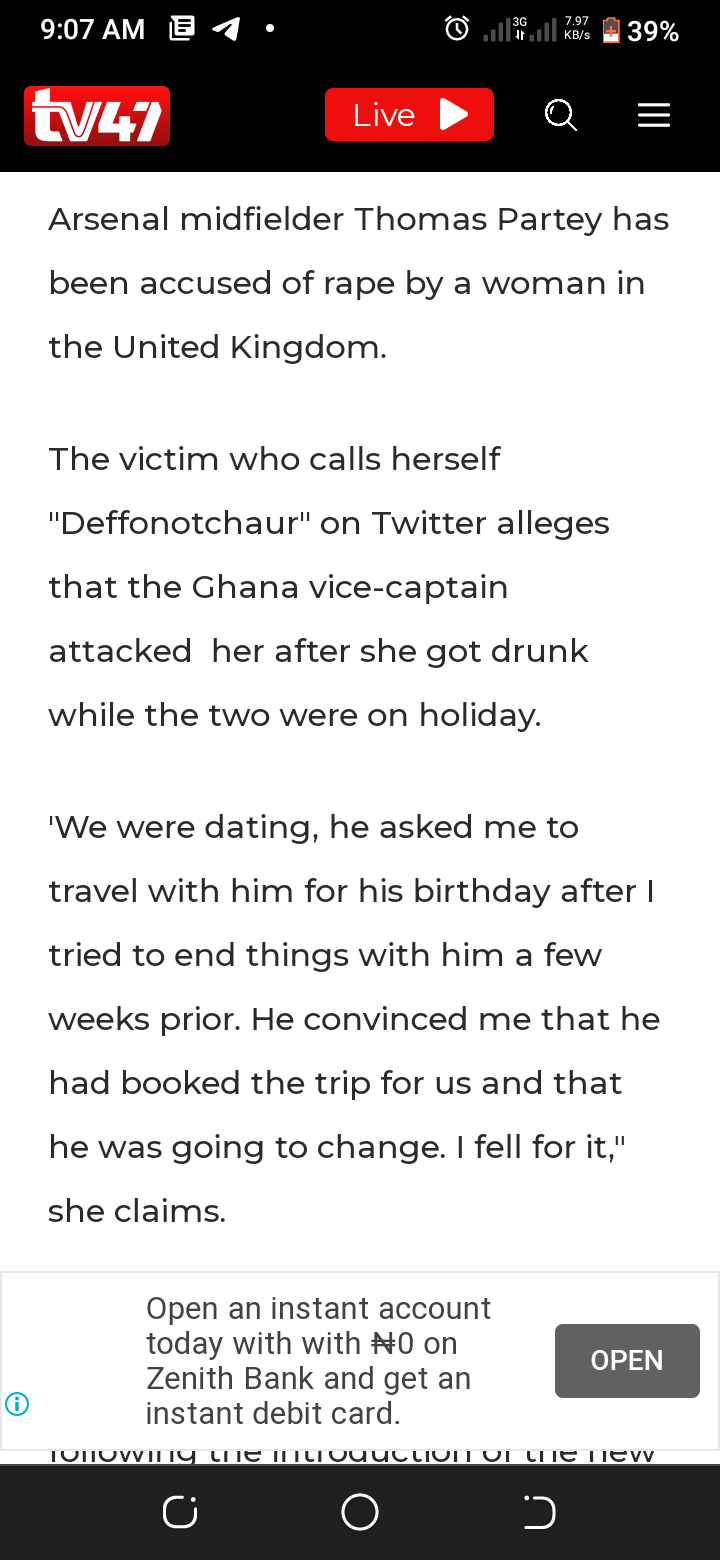 9:07 AM
3G
7.97
KB/s
39%
tv47
Live
Arsenal midfielder Thomas Partey has
been accused of rape by a woman in
the United Kingdom.
The victim who calls herself
"Deffonotchaur" on Twitter alleges
that the Ghana vice-captain
attacked  her after she got drunk
while the two were on holiday.
'We were dating, he asked me to
travel with him for his birthday after I
tried to end things with him a few
weeks prior. He convinced me that he
had booked the trip for us and that
he was going to change. I fell for it,"
she claims.
Open an instant account
today with with ₦0 on
Zenith Bank and get an
instant debit card.
OPEN
following the introduction of the new